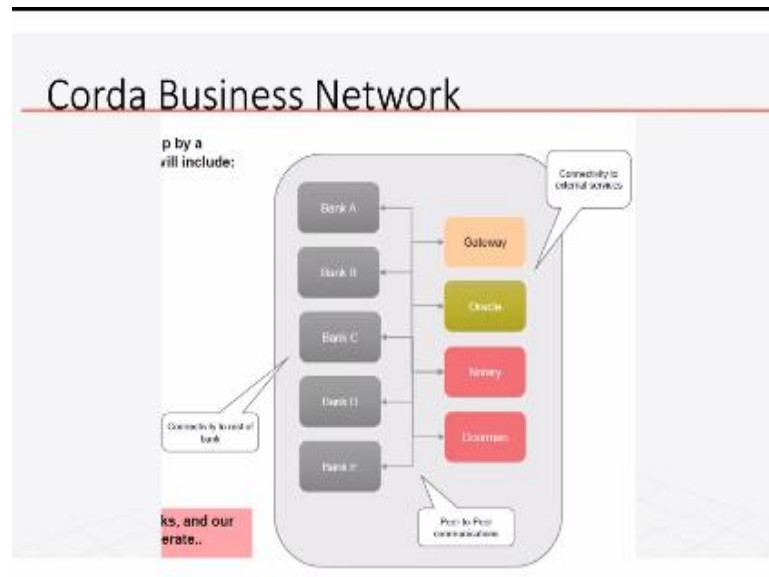 Corda Business Network
p by a
will include:
Connectivity to
external services
Bank A
Gateway
Bank B
Oracle
Bank C
Notary
Connectivity to rest of
bank
Bank D
Doorman
Bank E
Peer-to-Peer
communications
ks, and our
erate..